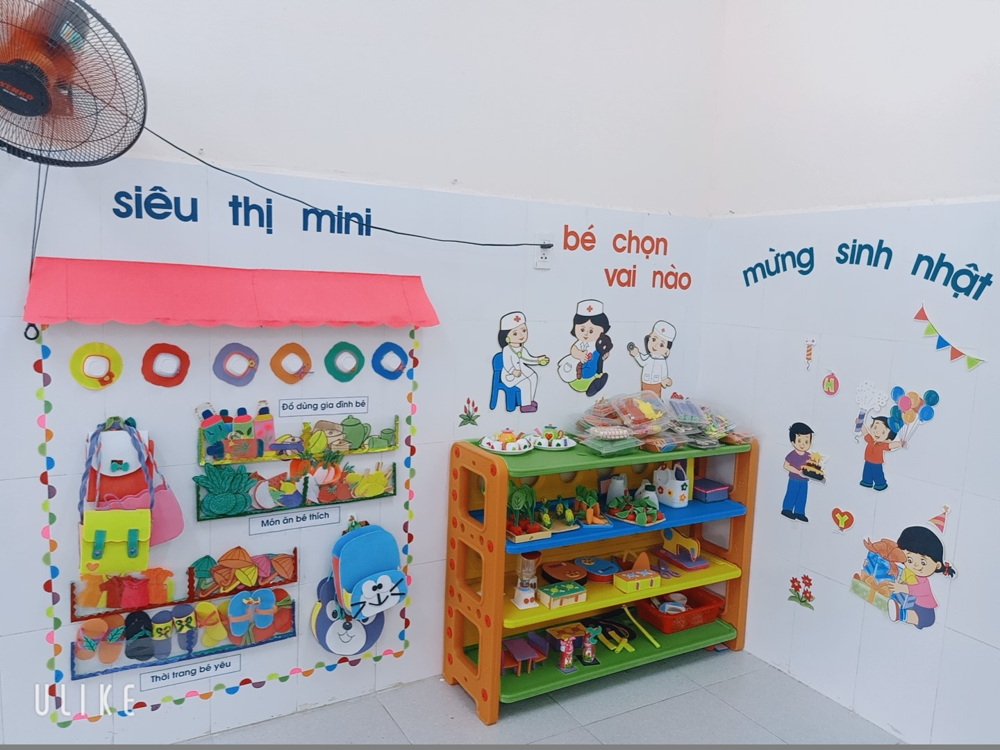 siêu thị mini
bé chọn
vai nào
mừng sinh nhật
Đồ dùng gia đình bé
Món ăn bé thích
Thời trang bé yêu
H
Y
ULIKE